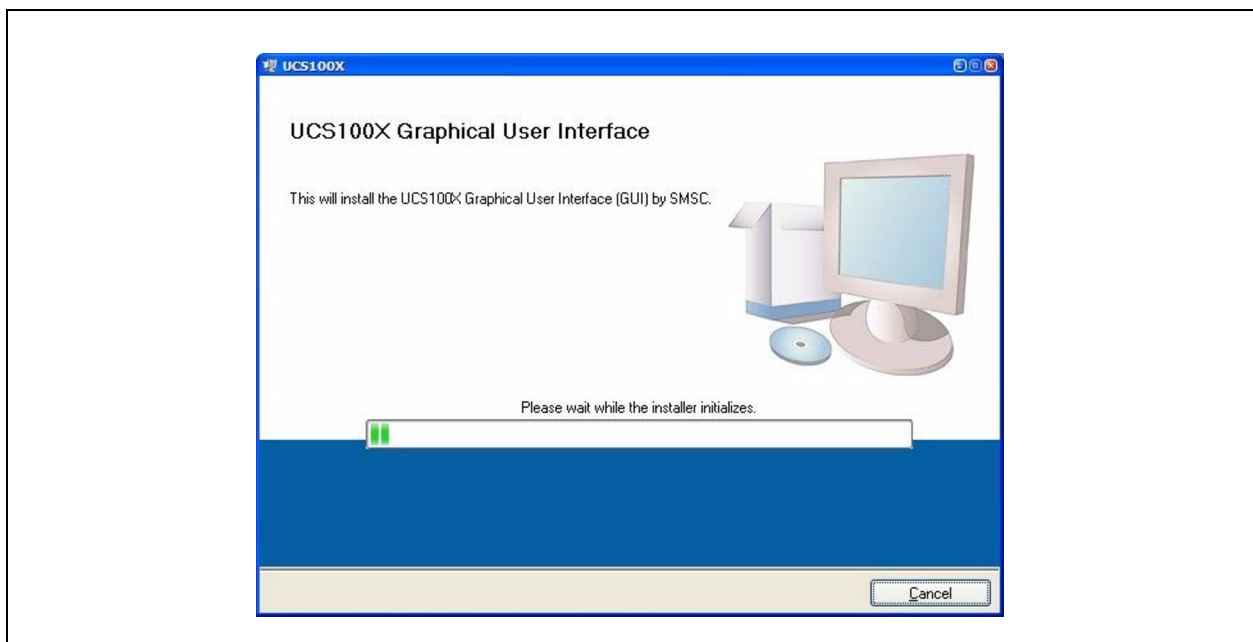 UCS100X
UCS100X Graphical User Interface
This will install the UCS100X Graphical User Interface (GUI) by SMSC.
Please wait while the installer initializes.
Cancel